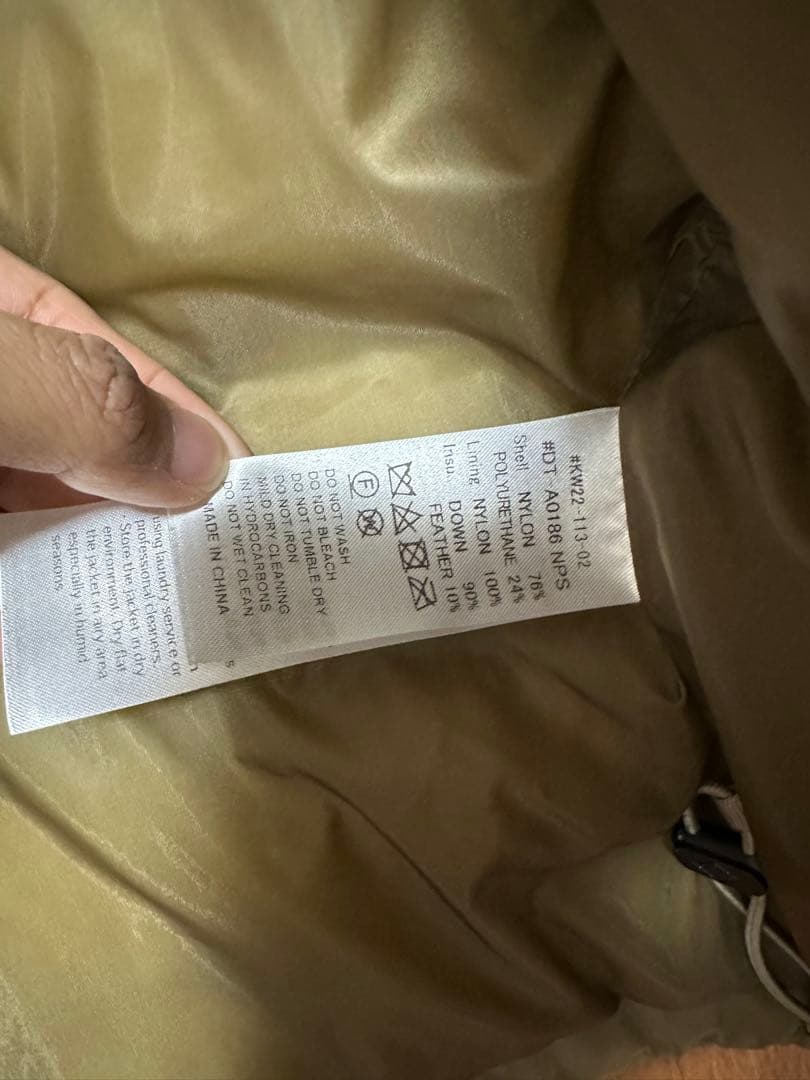 #KW22-113-02
#DT A0186 NPS
Shell NYLON 76%
POLYURETHANE 24%
Lining NYLON 100%
Insu. DOWN 90%
FEATHER 10%
F W
DO NOT WASH
DO NOT BLEACH
DO NOT TUMBLE DRY
DO NOT IRON
MILD DRY CLEANING
IN HYDROCARBONS
DO NOT WET CLEAN
MADE IN CHINA
s
using laundry service or
professional cleaners.
Store the jacket in dry
environment. Dry flat
the jacket in airy area
especially in humid
seasons.